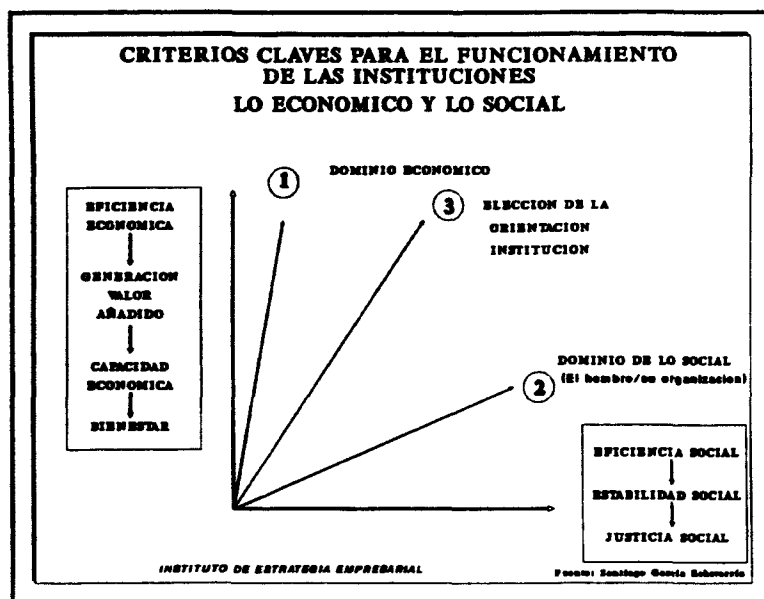 CRITERIOS CLAVES PARA EL FUNCIONAMIENTO
DE LAS INSTITUCIONES
LO ECONOMICO Y LO SOCIAL
1
DOMINIO ECONOMICO
3
ELECCION DE LA
ORIENTACION
INSTITUCION
EFICIENCIA
ECONOMICA
GENERACION
VALOR
AÑADIDO
CAPACIDAD
ECONOMICA
BIENESTAR
DOMINIO DE LO SOCIAL
(El hombre/su organizacion)
2
EFICIENCIA SOCIAL
ESTABILIDAD SOCIAL
JUSTICIA SOCIAL
INSTITUTO DE ESTRATEGIA EMPRESARIAL
Fuente: Santiago García Echevarría